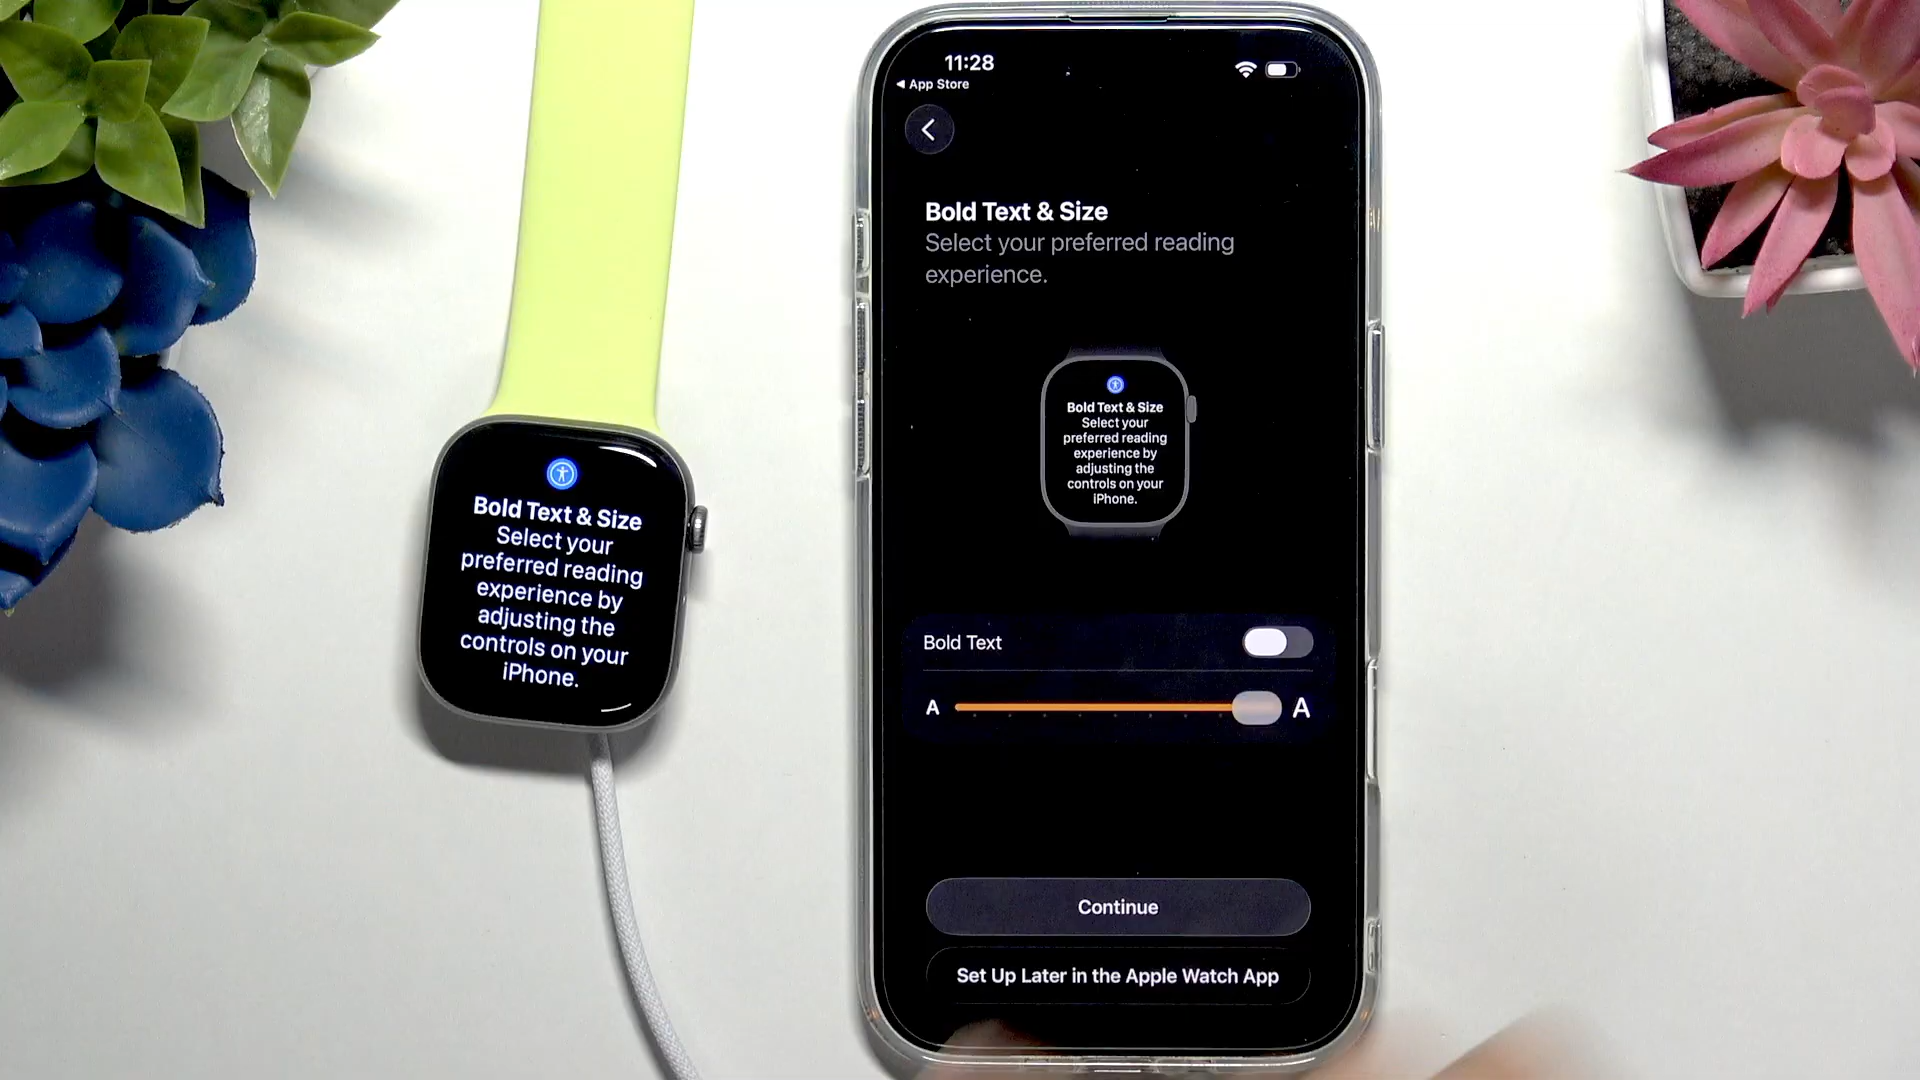 Bold Text & Size
Select your
preferred reading
experience by
adjusting the
controls on your
iPhone.
11:28
App Store
Bold Text & Size
Select your preferred reading
experience.
Bold Text & Size
Select your
preferred reading
experience by
adjusting the
controls on your
iPhone.
Bold Text
A A
Continue
Set Up Later in the Apple Watch App